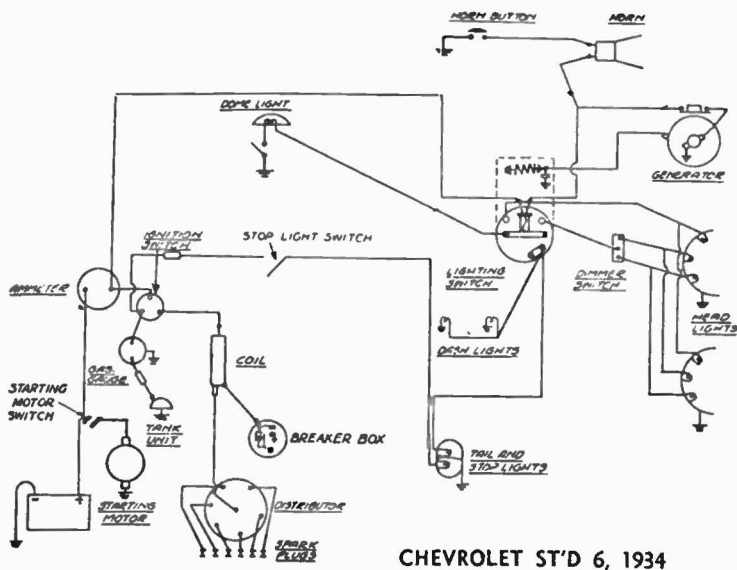 HORN BUTTON
HORN
DOME LIGHT
GENERATOR
IGNITION
SWITCH
STOP LIGHT SWITCH
AMMETER
LIGHTING
SWITCH
DIMMER
SWITCH
HEAD
LIGHTS
DASH LIGHTS
COIL
GAS
GAUGE
STARTING
MOTOR
SWITCH
TANK
UNIT
BREAKER BOX
TAIL AND
STOP LIGHTS
STARTING
MOTOR
DISTRIBUTOR
SPARK
PLUGS
CHEVROLET ST'D 6, 1934